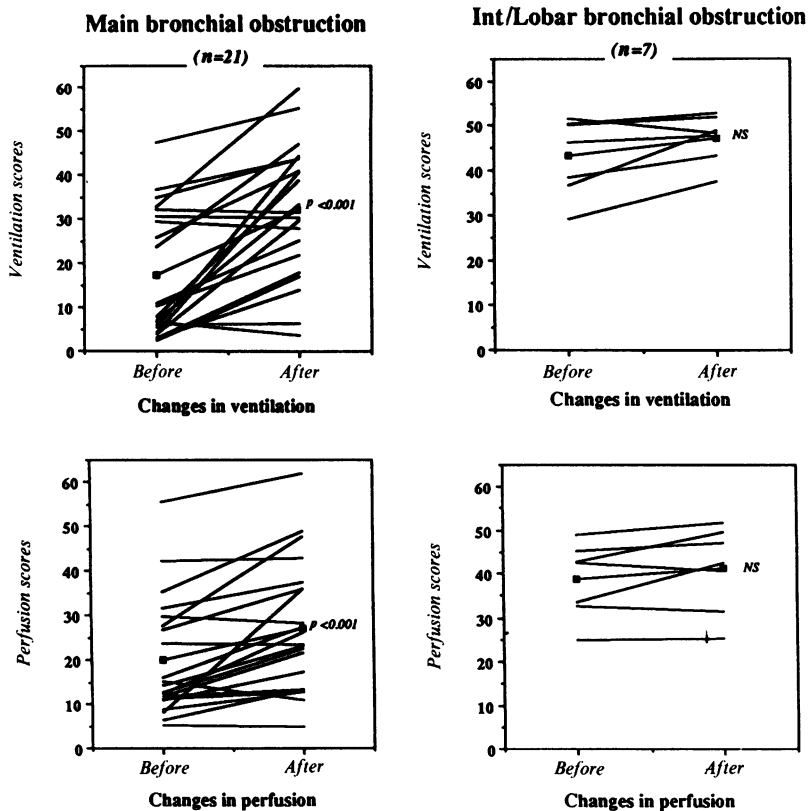 Main bronchial obstruction
(n=21)
60
50
40
30
20
10
0
Ventilation scores
p <0.001
Before
After
Changes in ventilation
Int/Lobar bronchial obstruction
(n=7)
60
50
40
30
20
10
0
Ventilation scores
NS
Before
After
Changes in ventilation
60
50
40
30
20
10
0
Perfusion scores
p <0.001
Before
After
Changes in perfusion
60
50
40
30
20
10
0
Perfusion scores
NS
Before
After
Changes in perfusion